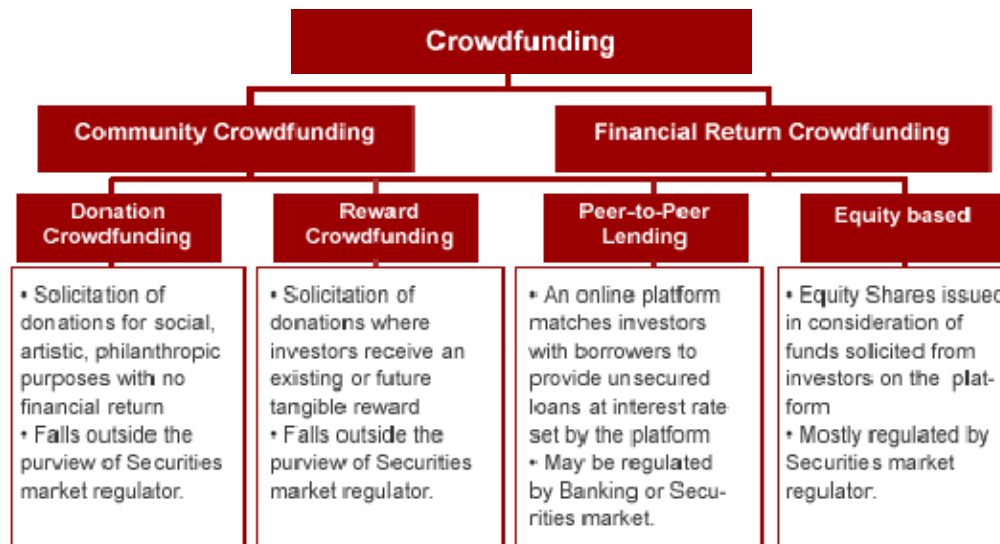 Crowdfunding
Community Crowdfunding
Financial Return Crowdfunding
Donation
Crowdfunding
• Solicitation of
donations for social,
artistic, philanthropic
purposes with no
financial return
• Falls outside the
purview of Securities
market regulator.
Reward
Crowdfunding
• Solicitation of
donations where
investors receive an
existing or future
tangible reward
• Falls outside the
purview of Securities
market regulator.
Peer-to-Peer
Lending
• An online platform
matches investors
with borrowers to
provide unsecured
loans at interest rate
set by the platform
• May be regulated
by Banking or Secu-
rities market.
Equity based
• Equity Shares issued
in consideration of
funds solicited from
investors on the plat-
form
• Mostly regulated by
Securities market
regulator.